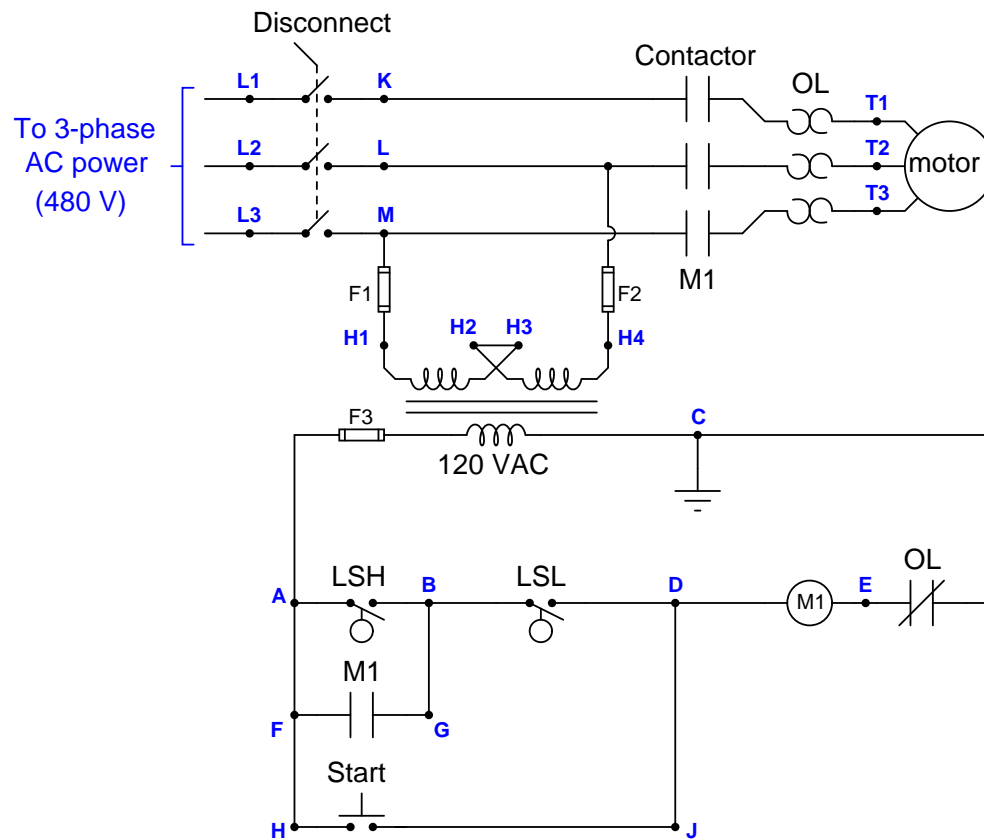 Disconnect
Contactor
OL
L1
K
T1
To 3-phase
AC power
(480 V)
L2
L
T2
motor
L3
M
T3
M1
F1
F2
H1
H2
H3
H4
F3
C
120 VAC
LSH
LSL
OL
A
B
D
M1
E
M1
F
G
Start
H
J